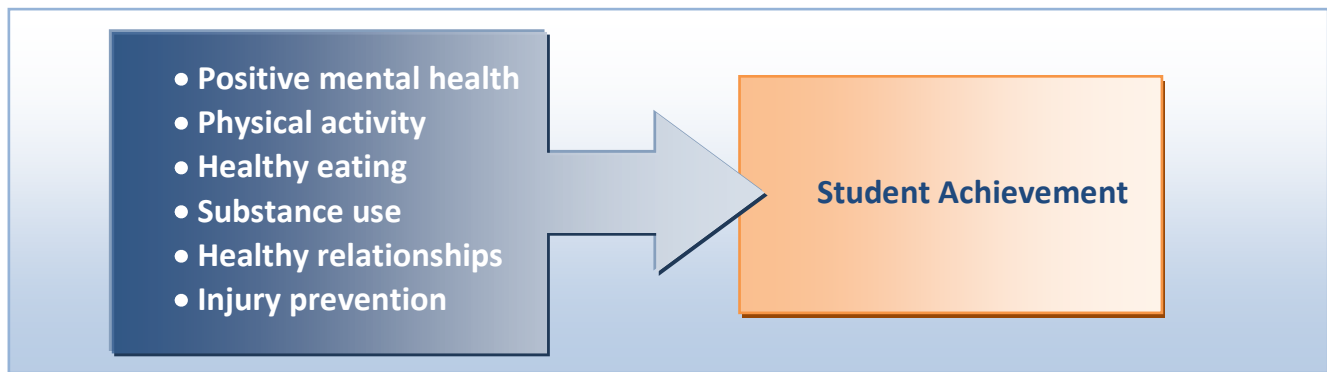 • Positive mental health
• Physical activity
• Healthy eating
• Substance use
• Healthy relationships
• Injury prevention
Student Achievement